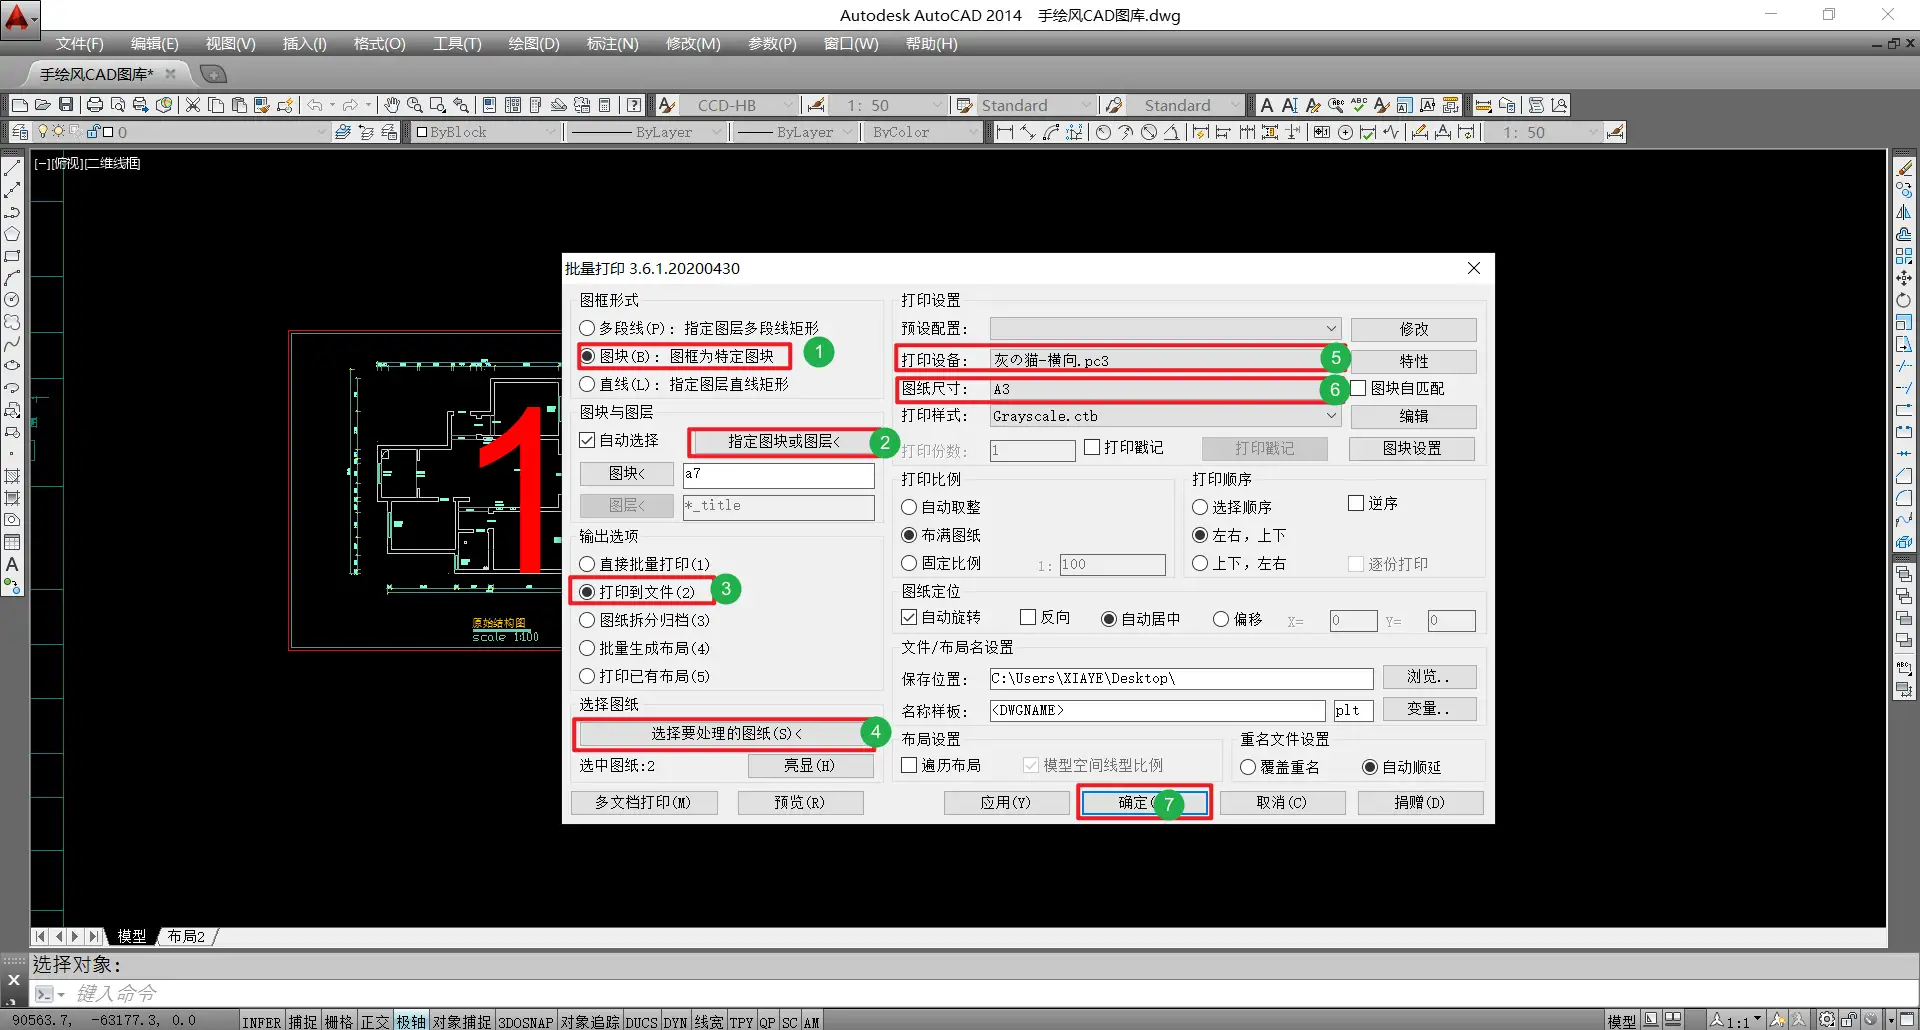 Autodesk AutoCAD 2014 手绘风CAD图库.dwg
文件(F) 编辑(E) 视图(V) 插入(I) 格式(O) 工具(T) 绘图(D) 标注(N) 修改(M) 参数(P) 窗口(W) 帮助(H)
手绘风CAD图库*
CCD-HB 1: 50 Standard Standard
0 ByBlock ByLayer ByLayer ByColor 1: 50
[−][俯视][二维线框]
1
原始结构图
scale 1:100
批量打印 3.6.1.20200430
图框形式
多段线(P): 指定图层多段线矩形
图块(B): 图框为特定图块 1
直线(L): 指定图层直线矩形
图块与图层
自动选择 指定图块或图层< 2
图块< a7
图层< *_title
输出选项
直接批量打印(1)
打印到文件(2) 3
图纸拆分归档(3)
批量生成布局(4)
打印已有布局(5)
选择图纸
选择要处理的图纸(S)< 4
选中图纸:2 亮显(H)
多文档打印(M) 预览(R)
打印设置
预设配置: 修改
打印设备: 灰の猫-横向.pc3 5 特性
图纸尺寸: A3 6 图块自匹配
打印样式: Grayscale.ctb 编辑
打印份数: 1 打印戳记 打印戳记 图块设置
打印比例
自动取整
布满图纸
固定比例 1: 100
打印顺序
选择顺序 逆序
左右, 上下
上下, 左右 逐份打印
图纸定位
自动旋转 反向 自动居中 偏移 X= 0 Y= 0
文件/布局名设置
保存位置: C:\Users\XIAYE\Desktop\ 浏览..
名称样板: <DWGNAME> plt 变量..
布局设置
遍历布局 模型空间线型比例
重名文件设置
覆盖重名 自动顺延
应用(Y) 确定( 7 取消(C) 捐赠(D)
模型 布局2
选择对象:
键入命令
90563.7, -63177.3, 0.0 INFER 捕捉 栅格 正交 极轴 对象捕捉 3DOSNAP 对象追踪 DUCS DYN 线宽 TPY QP SC AM 模型 1:1